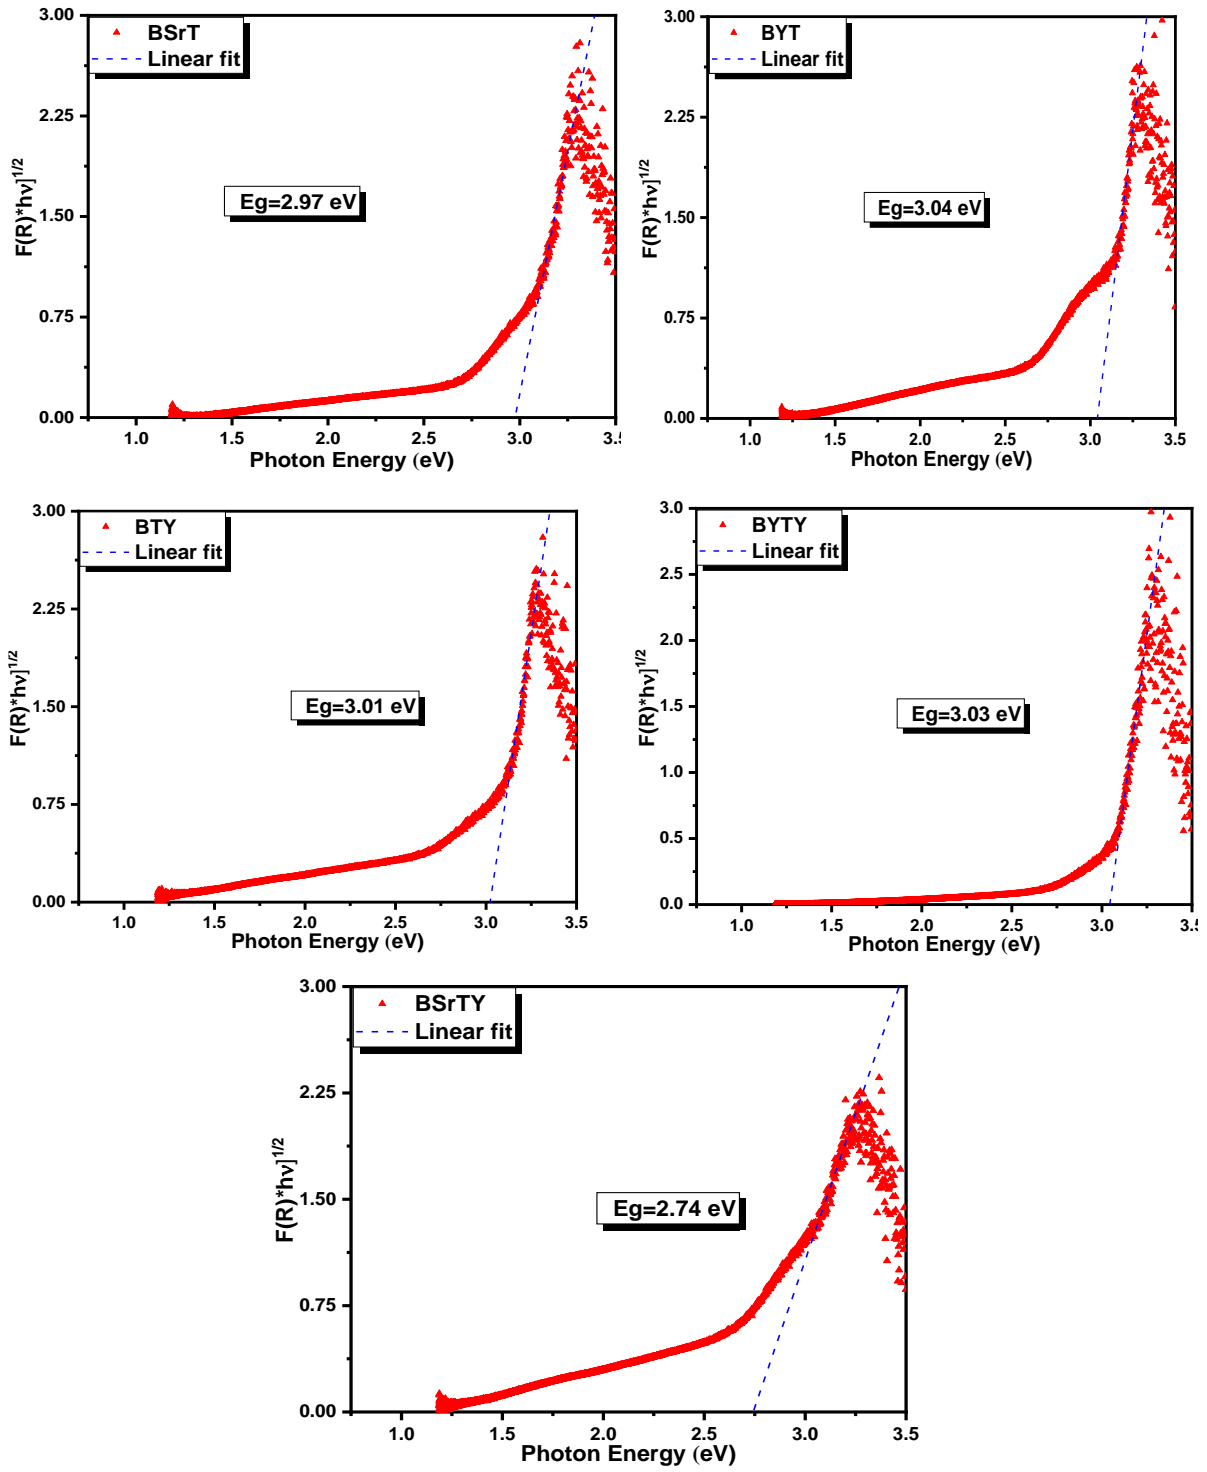 BSrT
Linear fit
Eg=2.97 eV
F(R)*hν]1/2
3.00
2.25
1.50
0.75
0.00
1.0 1.5 2.0 2.5 3.0 3.5
Photon Energy (eV)
BYT
Linear fit
Eg=3.04 eV
F(R)*hν]1/2
3.00
2.25
1.50
0.75
0.00
1.0 1.5 2.0 2.5 3.0 3.5
Photon Energy (eV)
BTY
Linear fit
Eg=3.01 eV
F(R)*hν]1/2
3.00
2.25
1.50
0.75
0.00
1.0 1.5 2.0 2.5 3.0 3.5
Photon Energy (eV)
BYTY
Linear fit
Eg=3.03 eV
F(R)*hν]1/2
3.0
2.5
2.0
1.5
1.0
0.5
0.0
1.0 1.5 2.0 2.5 3.0 3.5
Photon Energy (eV)
BSrTY
Linear fit
Eg=2.74 eV
F(R)*hν]1/2
3.00
2.25
1.50
0.75
0.00
1.0 1.5 2.0 2.5 3.0 3.5
Photon Energy (eV)